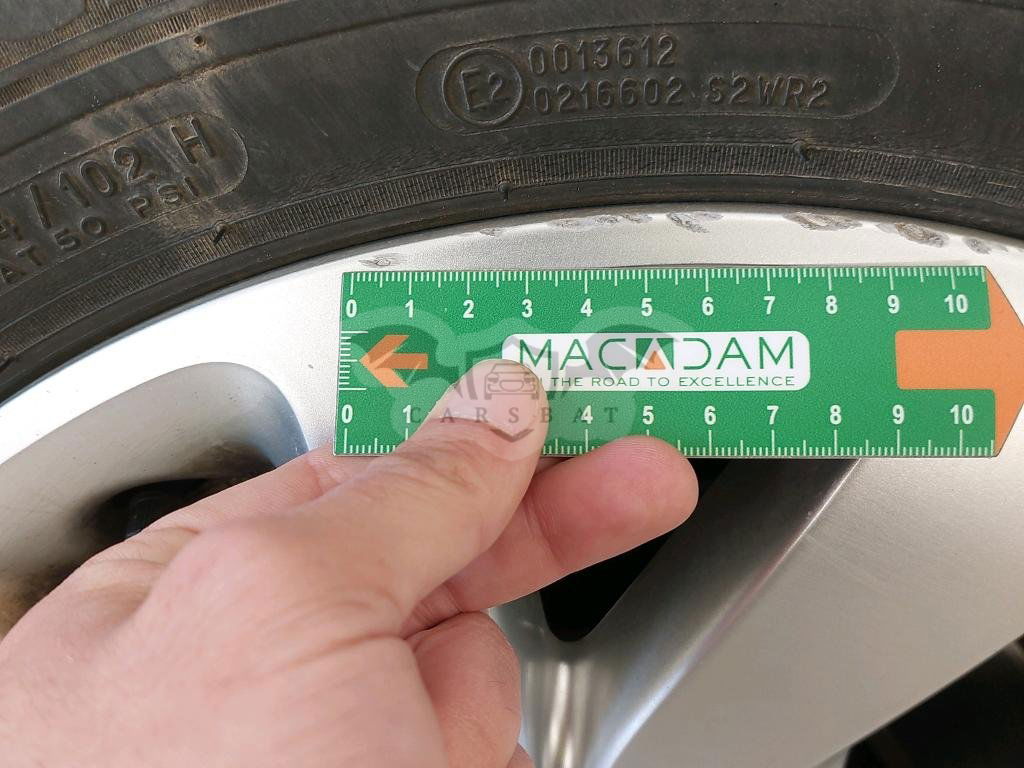 E2
0013612
0216602 S2WR2
/102 H
AT 50 PSI
0 1 2 3 4 5 6 7 8 9 10
MACADAM
THE ROAD TO EXCELLENCE
CARSBAT
0 1 4 5 6 7 8 9 10